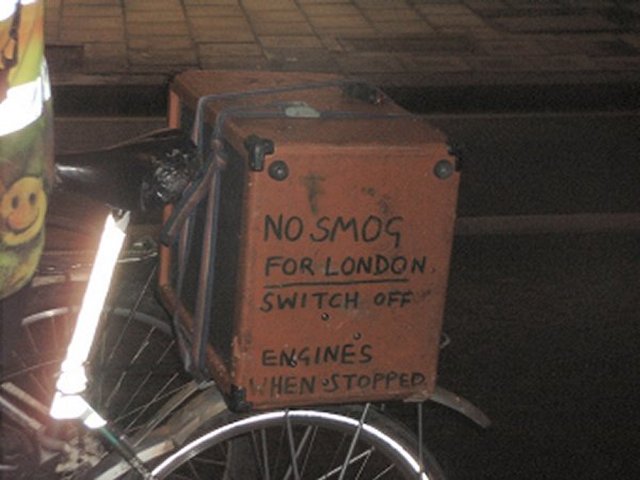 NO SMOG
FOR LONDON
SWITCH OFF
ENGINES
WHEN STOPPED